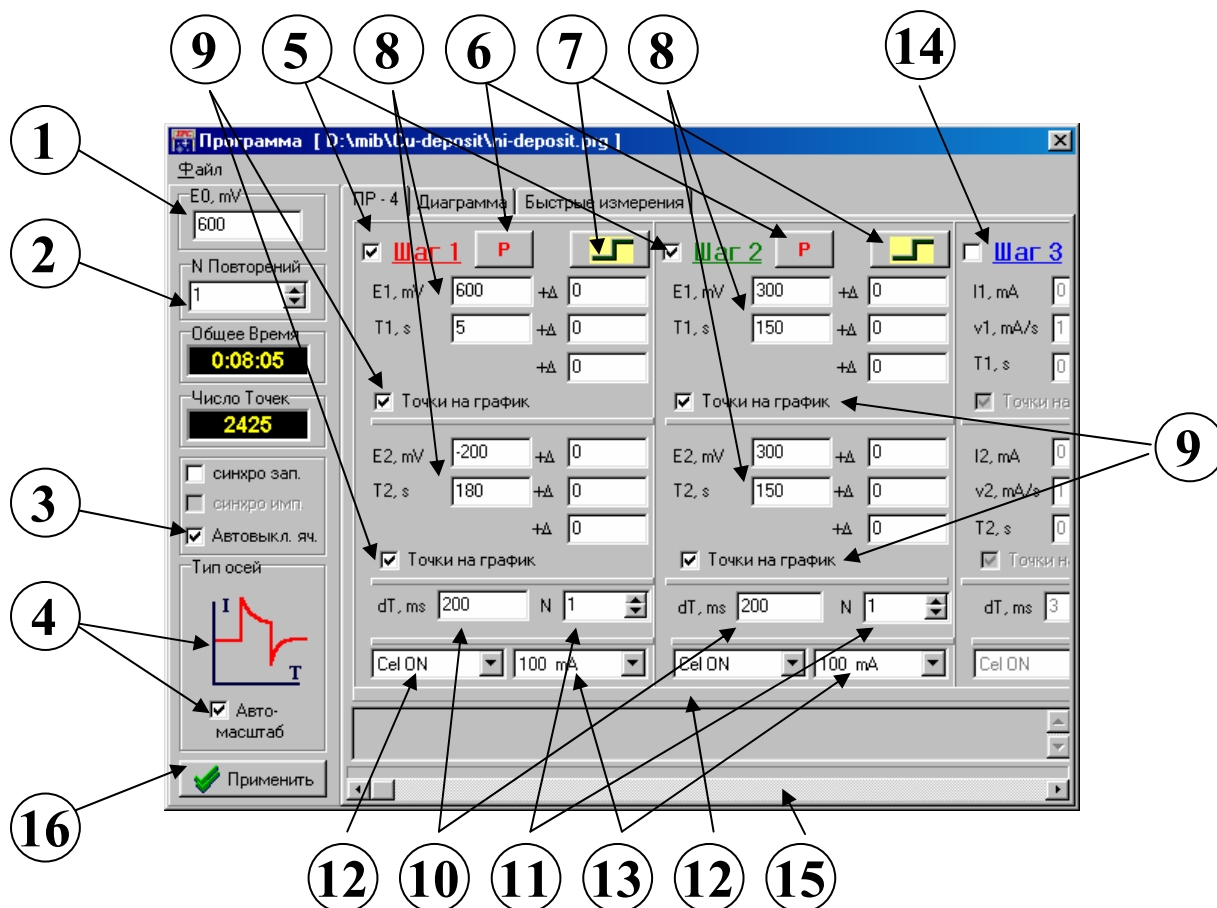 9 5 8 6 7 8 14
1
Программа [ D:\mib\Cu-deposit\ni-deposit.prg ]
Файл
E0, mV
600
2
N Повторений
1
Общее Время
0:08:05
Число Точек
2425
синхро зап.
синхро имп.
3
Автовыкл. яч.
Тип осей
I
T
4
Авто-
масштаб
Применить
16
ПР - 4 Диаграмма Быстрые измерения
Шаг 1 P
E1, mV 600 +Δ 0
T1, s 5 +Δ 0
+Δ 0
Точки на график
E2, mV -200 +Δ 0
T2, s 180 +Δ 0
+Δ 0
Точки на график
dT, ms 200 N 1
Cel ON 100 mA
Шаг 2 P
E1, mV 300 +Δ 0
T1, s 150 +Δ 0
+Δ 0
Точки на график
E2, mV 300 +Δ 0
T2, s 150 +Δ 0
+Δ 0
Точки на график
dT, ms 200 N 1
Cel ON 100 mA
Шаг 3
I1, mA 0
v1, mA/s 1
T1, s 0
Точки на
I2, mA 0
v2, mA/s 1
T2, s 0
Точки н
dT, ms 3
Cel ON
9
12 10 11 13 12 15